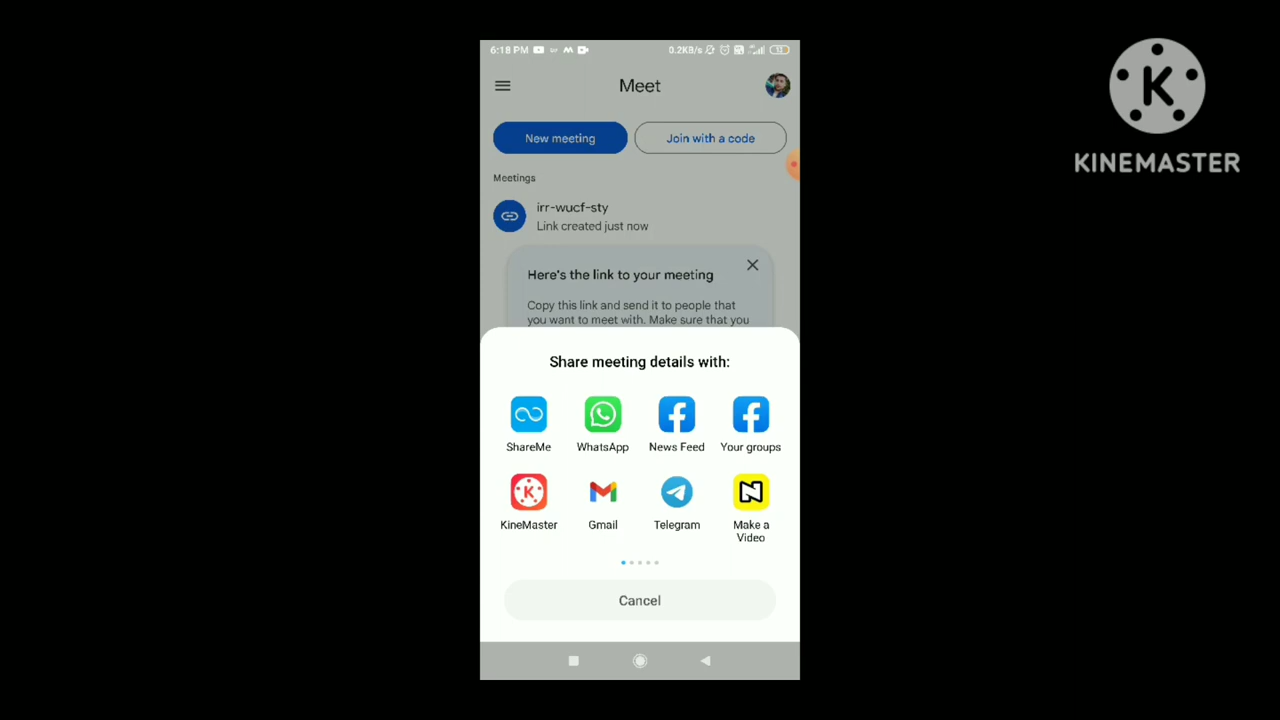 6:18 PM
0.2KB/s
Meet
New meeting
Join with a code
Meetings
irr-wucf-sty
Link created just now
Here's the link to your meeting
Copy this link and send it to people that
you want to meet with. Make sure that you
Share meeting details with:
ShareMe
WhatsApp
News Feed
Your groups
KineMaster
Gmail
Telegram
Make a
Video
Cancel
K
KINEMASTER